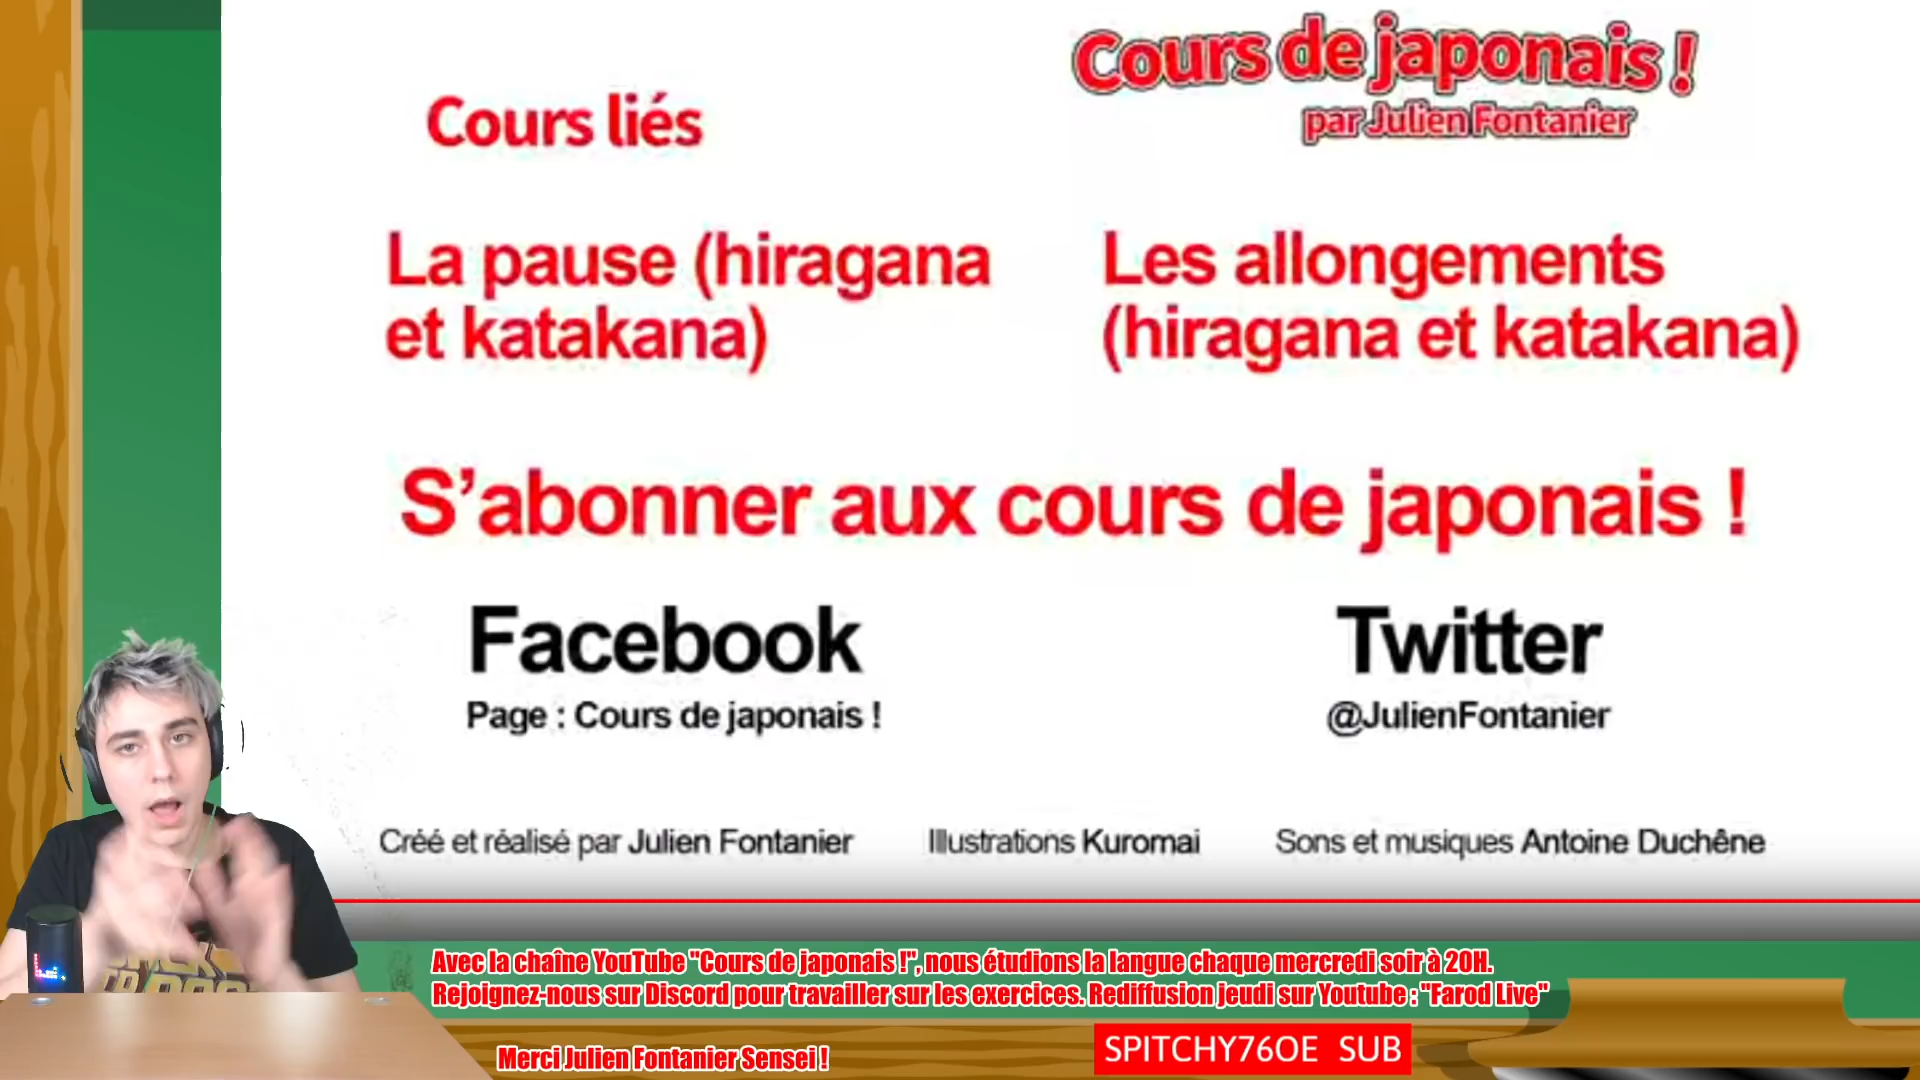 Cours de japonais !
par Julien Fontanier
Cours liés
La pause (hiragana
et katakana)
Les allongements
(hiragana et katakana)
S'abonner aux cours de japonais !
Facebook
Page : Cours de japonais !
Twitter
@JulienFontanier
Créé et réalisé par Julien Fontanier
Illustrations Kuromai
Sons et musiques Antoine Duchêne
Avec la chaîne YouTube "Cours de japonais !", nous étudions la langue chaque mercredi soir à 20H.
Rejoignez-nous sur Discord pour travailler sur les exercices. Rediffusion jeudi sur Youtube : "Farod Live"
Merci Julien Fontanier Sensei !
SPITCHY76OE SUB